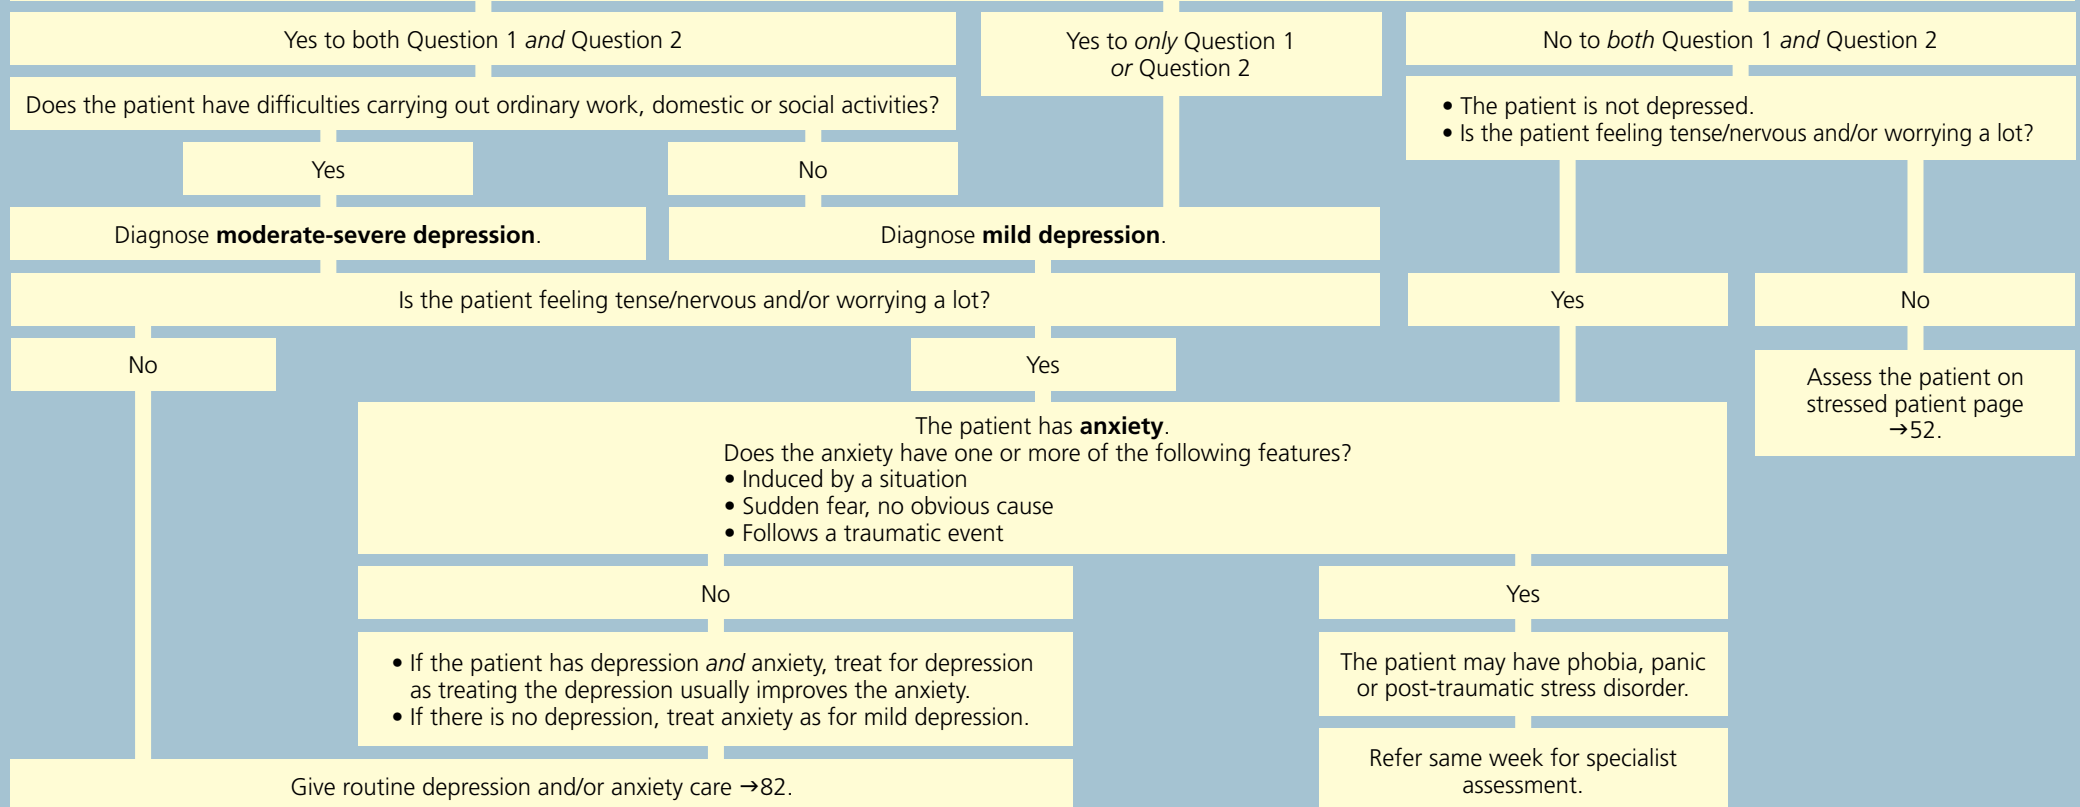 Yes to both Question 1 and Question 2
Yes to only Question 1
or Question 2
No to both Question 1 and Question 2
Does the patient have difficulties carrying out ordinary work, domestic or social activities?
• The patient is not depressed.
• Is the patient feeling tense/nervous and/or worrying a lot?
Yes
No
Diagnose moderate-severe depression.
Diagnose mild depression.
Is the patient feeling tense/nervous and/or worrying a lot?
Yes
No
No
Yes
Assess the patient on
stressed patient page
→52.
The patient has anxiety.
Does the anxiety have one or more of the following features?
• Induced by a situation
• Sudden fear, no obvious cause
• Follows a traumatic event
No
Yes
• If the patient has depression and anxiety, treat for depression
as treating the depression usually improves the anxiety.
• If there is no depression, treat anxiety as for mild depression.
The patient may have phobia, panic
or post-traumatic stress disorder.
Refer same week for specialist
assessment.
Give routine depression and/or anxiety care →82.